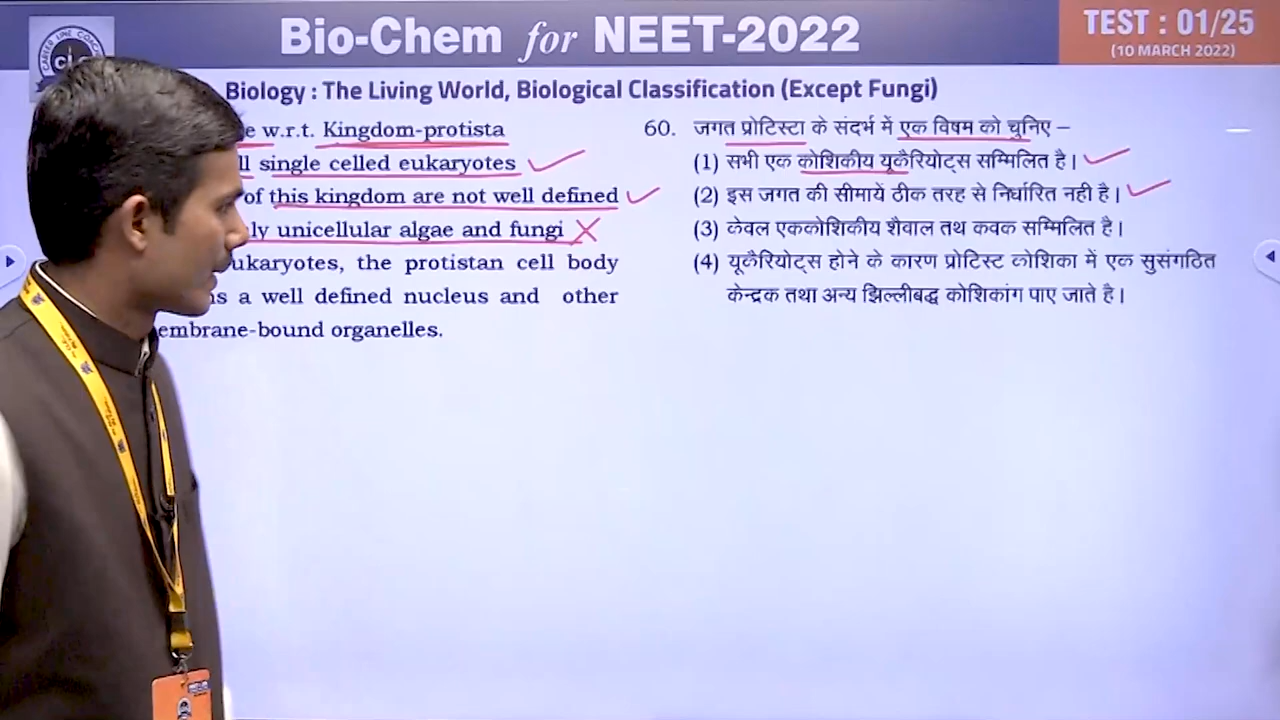 Bio-Chem for NEET-2022
TEST : 01/25
(10 MARCH 2022)
Biology : The Living World, Biological Classification (Except Fungi)
w.r.t. Kingdom-protista
single celled eukaryotes
of this kingdom are not well defined
unicellular algae and fungi
the protistan cell body
a well defined nucleus and other
organelles.
60. जगत प्रोटिस्टा के संदर्भ में एक विषम को चुनिए –
(1) सभी एक कोशिकीय यूकैरियोट्स सम्मिलित है।
(2) इस जगत की सीमायें ठीक तरह से निर्धारित नही है।
(3) केवल एककोशिकीय शैवाल तथ कवक सम्मिलित है।
(4) यूकैरियोट्स होने के कारण प्रोटिस्ट कोशिका में एक सुसंगठित
केन्द्रक तथा अन्य झिल्लीबद्ध कोशिकांग पाए जाते है।